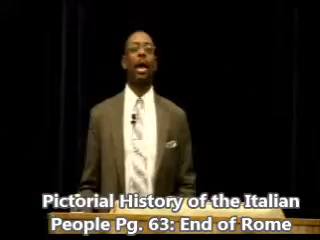 Pictorial History of the Italian
People Pg. 63: End of Rome